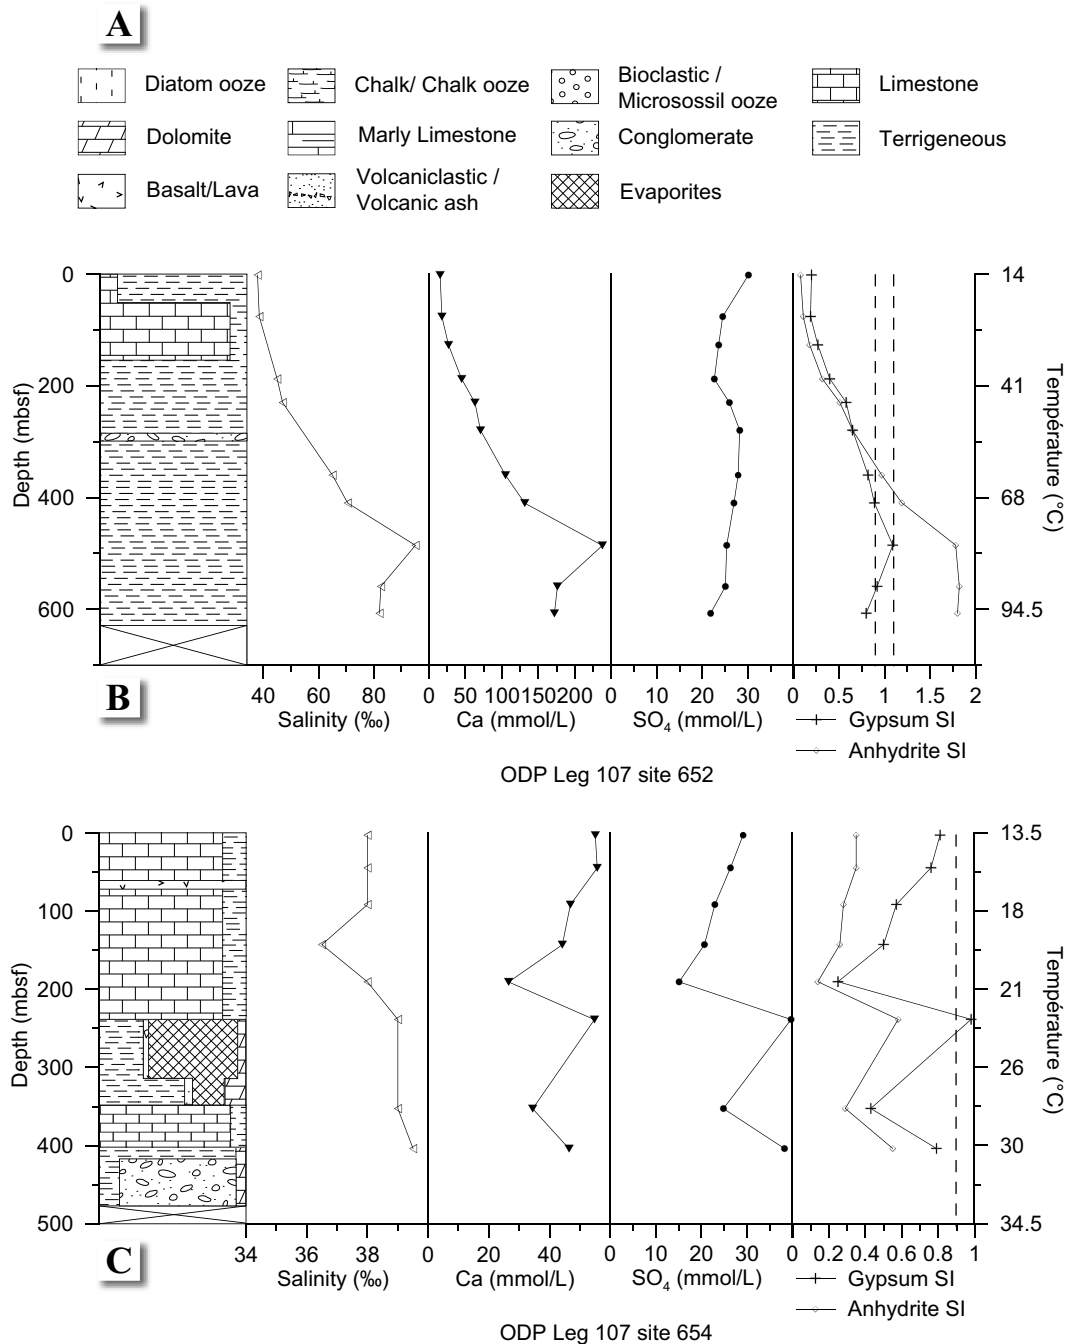 A
Diatom ooze
Chalk/ Chalk ooze
Bioclastic /
Microsossil ooze
Limestone
Dolomite
Marly Limestone
Conglomerate
Terrigeneous
Basalt/Lava
Volcaniclastic /
Volcanic ash
Evaporites
Depth (mbsf)
0
200
400
600
14
41
68
94.5
Température (°C)
40 60 80
0 50 100 150 200
0 10 20 30
0 0.5 1 1.5 2
B
Salinity (‰)
Ca (mmol/L)
SO4 (mmol/L)
Gypsum SI
Anhydrite SI
ODP Leg 107 site 652
Depth (mbsf)
0
100
200
300
400
500
13.5
18
21
26
30
34.5
Température (°C)
34 36 38
0 20 40
0 10 20 30
0 0.2 0.4 0.6 0.8 1
C
Salinity (‰)
Ca (mmol/L)
SO4 (mmol/L)
Gypsum SI
Anhydrite SI
ODP Leg 107 site 654